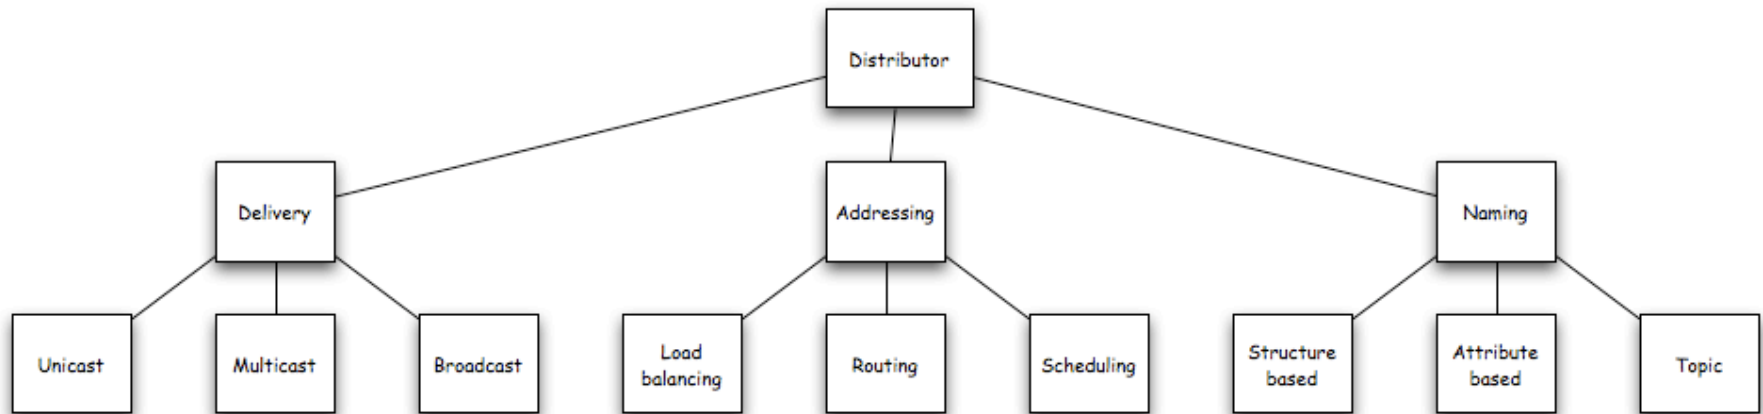 Distributor
Delivery
Addressing
Naming
Unicast
Multicast
Broadcast
Load
balancing
Routing
Scheduling
Structure
based
Attribute
based
Topic